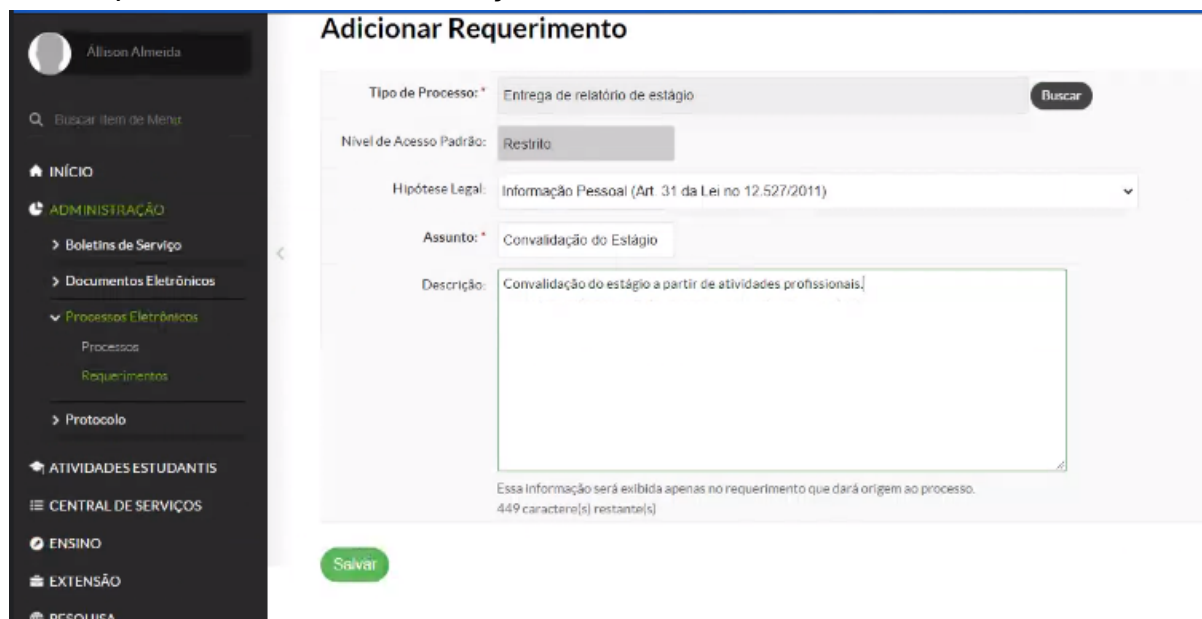 Adicionar Requerimento
Állison Almeida
Buscar Item de Menu
INÍCIO
ADMINISTRAÇÃO
Boletins de Serviço
Documentos Eletrônicos
Processos Eletrônicos
Processos
Requerimentos
Protocolo
ATIVIDADES ESTUDANTIS
CENTRAL DE SERVIÇOS
ENSINO
EXTENSÃO
PESQUISA
Tipo de Processo: * Entrega de relatório de estágio Buscar
Nível de Acesso Padrão: Restrito
Hipótese Legal: Informação Pessoal (Art. 31 da Lei no 12.527/2011)
Assunto: * Convalidação do Estágio
Descrição: Convalidação do estágio a partir de atividades profissionais.
Essa informação será exibida apenas no requerimento que dará origem ao processo.
449 caractere(s) restante(s)
Salvar